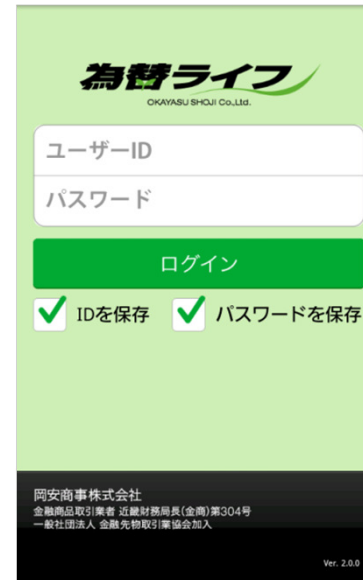 為替ライフ
OKAYASU SHOJI Co.,Ltd.
ユーザーID
パスワード
ログイン
IDを保存 パスワードを保存
岡安商事株式会社
金融商品取引業者 近畿財務局長(金商)第304号
一般社団法人 金融先物取引業協会加入
Ver. 2.0.0